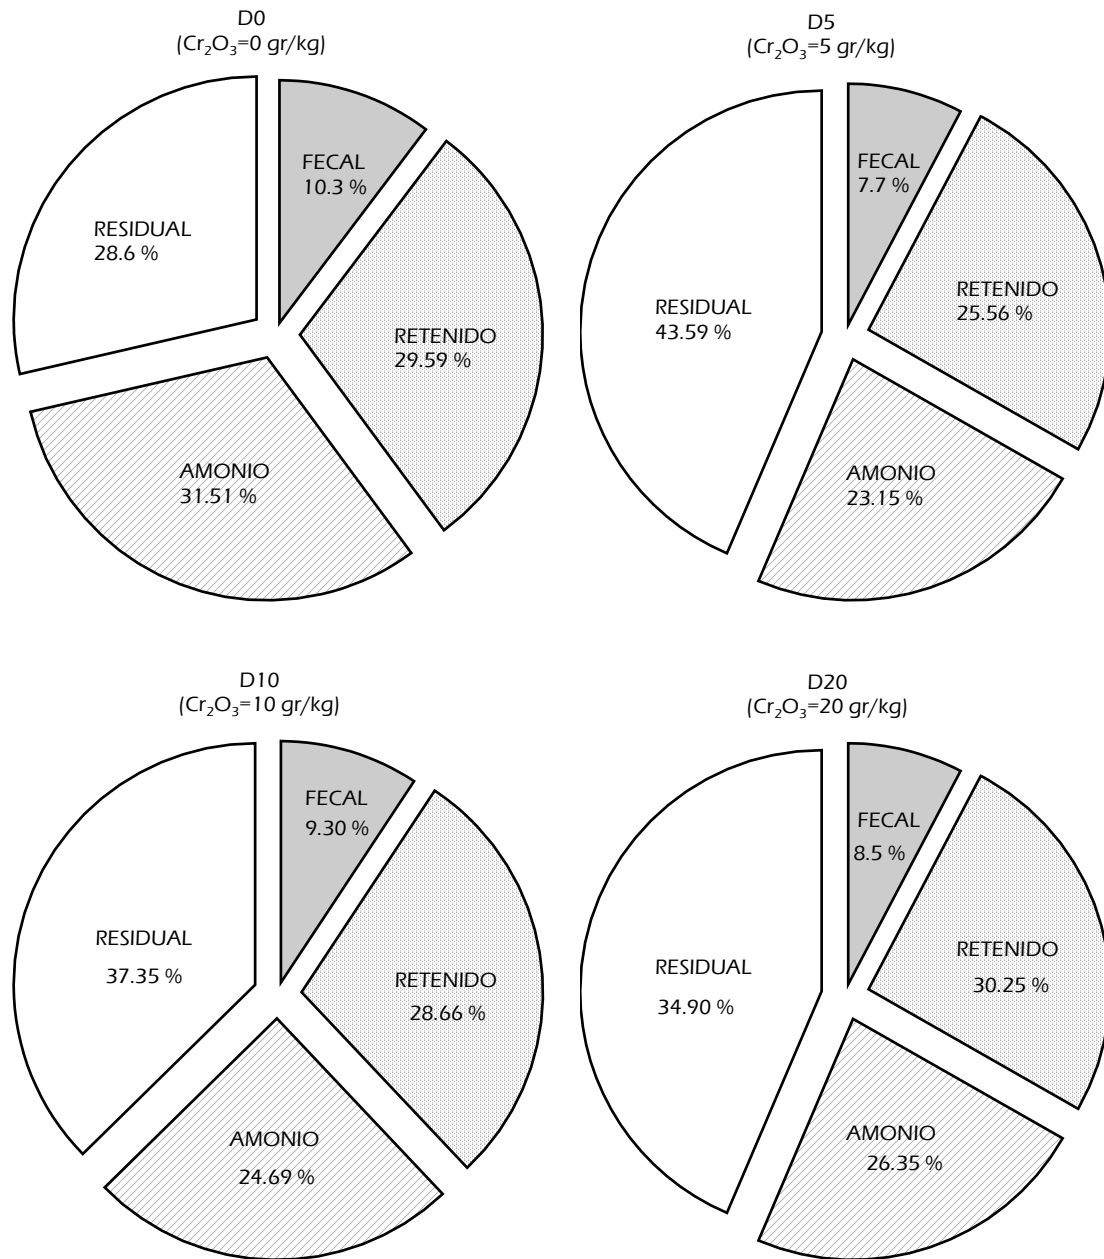 D0
(Cr₂O₃=0 gr/kg)
FECAL
10.3 %
RESIDUAL
28.6 %
RETENIDO
29.59 %
AMONIO
31.51 %
D5
(Cr₂O₃=5 gr/kg)
FECAL
7.7 %
RETENIDO
25.56 %
RESIDUAL
43.59 %
AMONIO
23.15 %
D10
(Cr₂O₃=10 gr/kg)
FECAL
9.30 %
RESIDUAL
37.35 %
RETENIDO
28.66 %
AMONIO
24.69 %
D20
(Cr₂O₃=20 gr/kg)
FECAL
8.5 %
RETENIDO
30.25 %
RESIDUAL
34.90 %
AMONIO
26.35 %